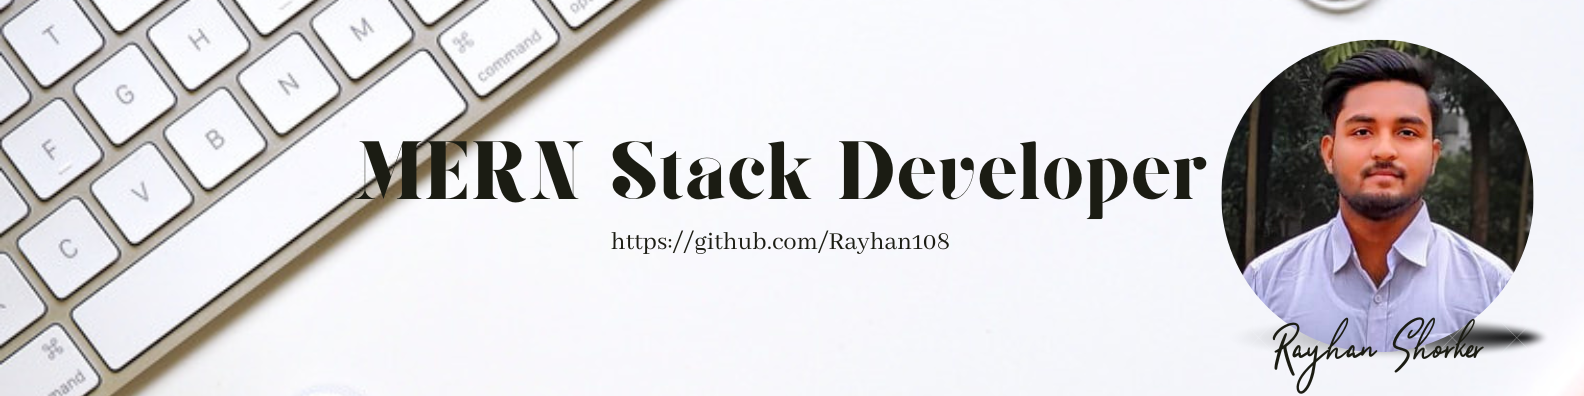 T
H
M
⌘
command
G
N
F
B
V
C
⌘
mand
MERN Stack Developer
https://github.com/Rayhan108
Rayhan Shorker